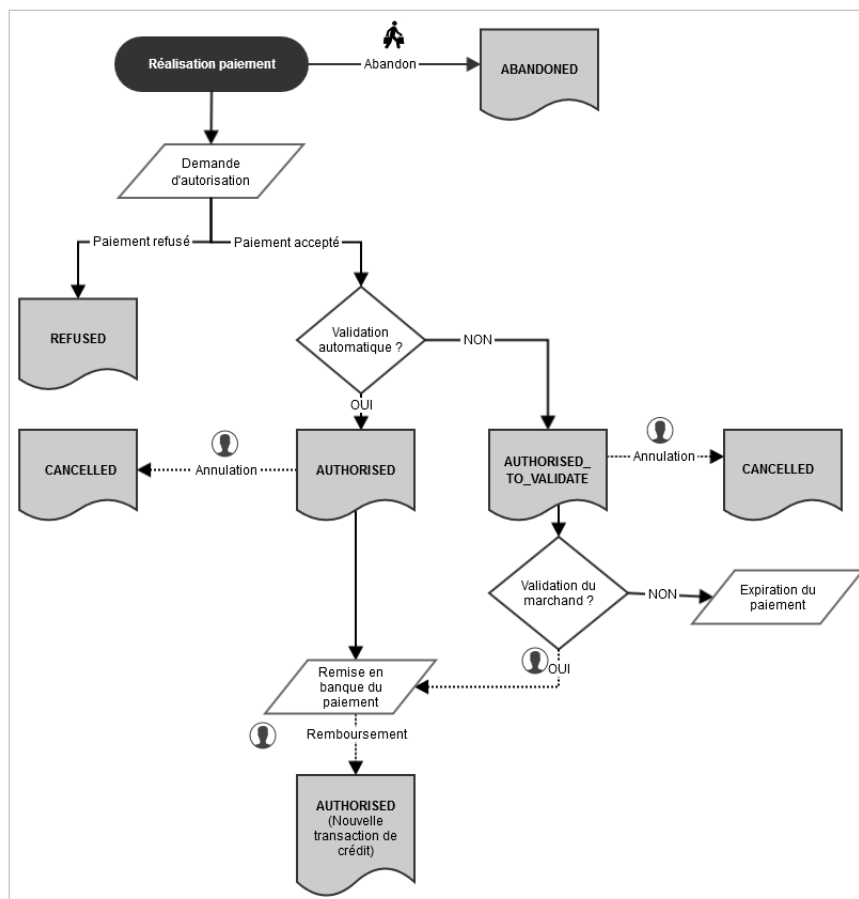 Réalisation paiement
Abandon
ABANDONED
Demande
d'autorisation
Paiement refusé
Paiement accepté
REFUSED
Validation
automatique ?
NON
OUI
CANCELLED
Annulation
AUTHORISED
AUTHORISED_
TO_VALIDATE
Annulation
CANCELLED
Validation du
marchand ?
NON
Expiration du
paiement
OUI
Remise en
banque du
paiement
Remboursement
AUTHORISED
(Nouvelle
transaction de
crédit)